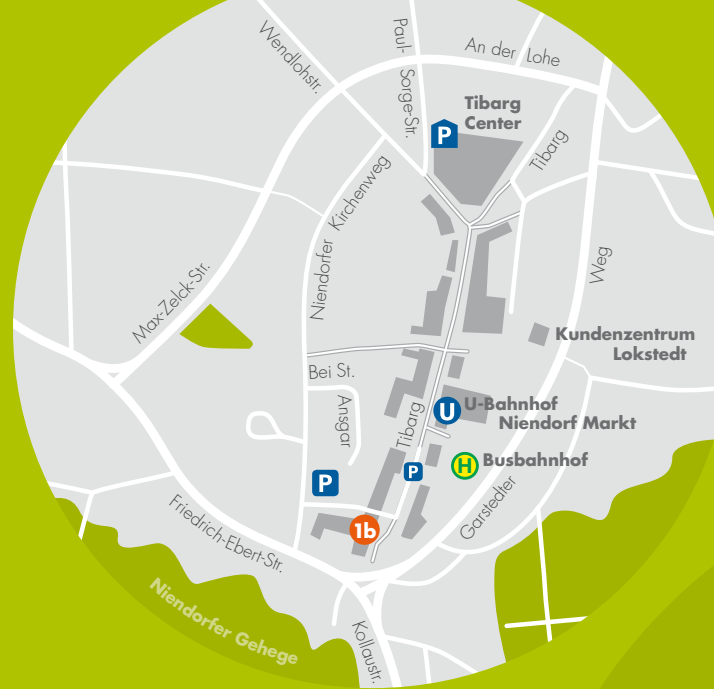 Wendlohstr.
Paul-
Sorge-Str.
An der Lohe
Tibarg
Center
P
Tibarg
Niendorfer Kirchenweg
Weg
Max-Zelck-Str.
Kundenzentrum
Lokstedt
Bei St.
Ansgar
Tibarg
U
U-Bahnhof
Niendorf Markt
H
Busbahnhof
P
P
Garstedter
1b
Friedrich-Ebert-Str.
Niendorfer Gehege
Kollaustr.